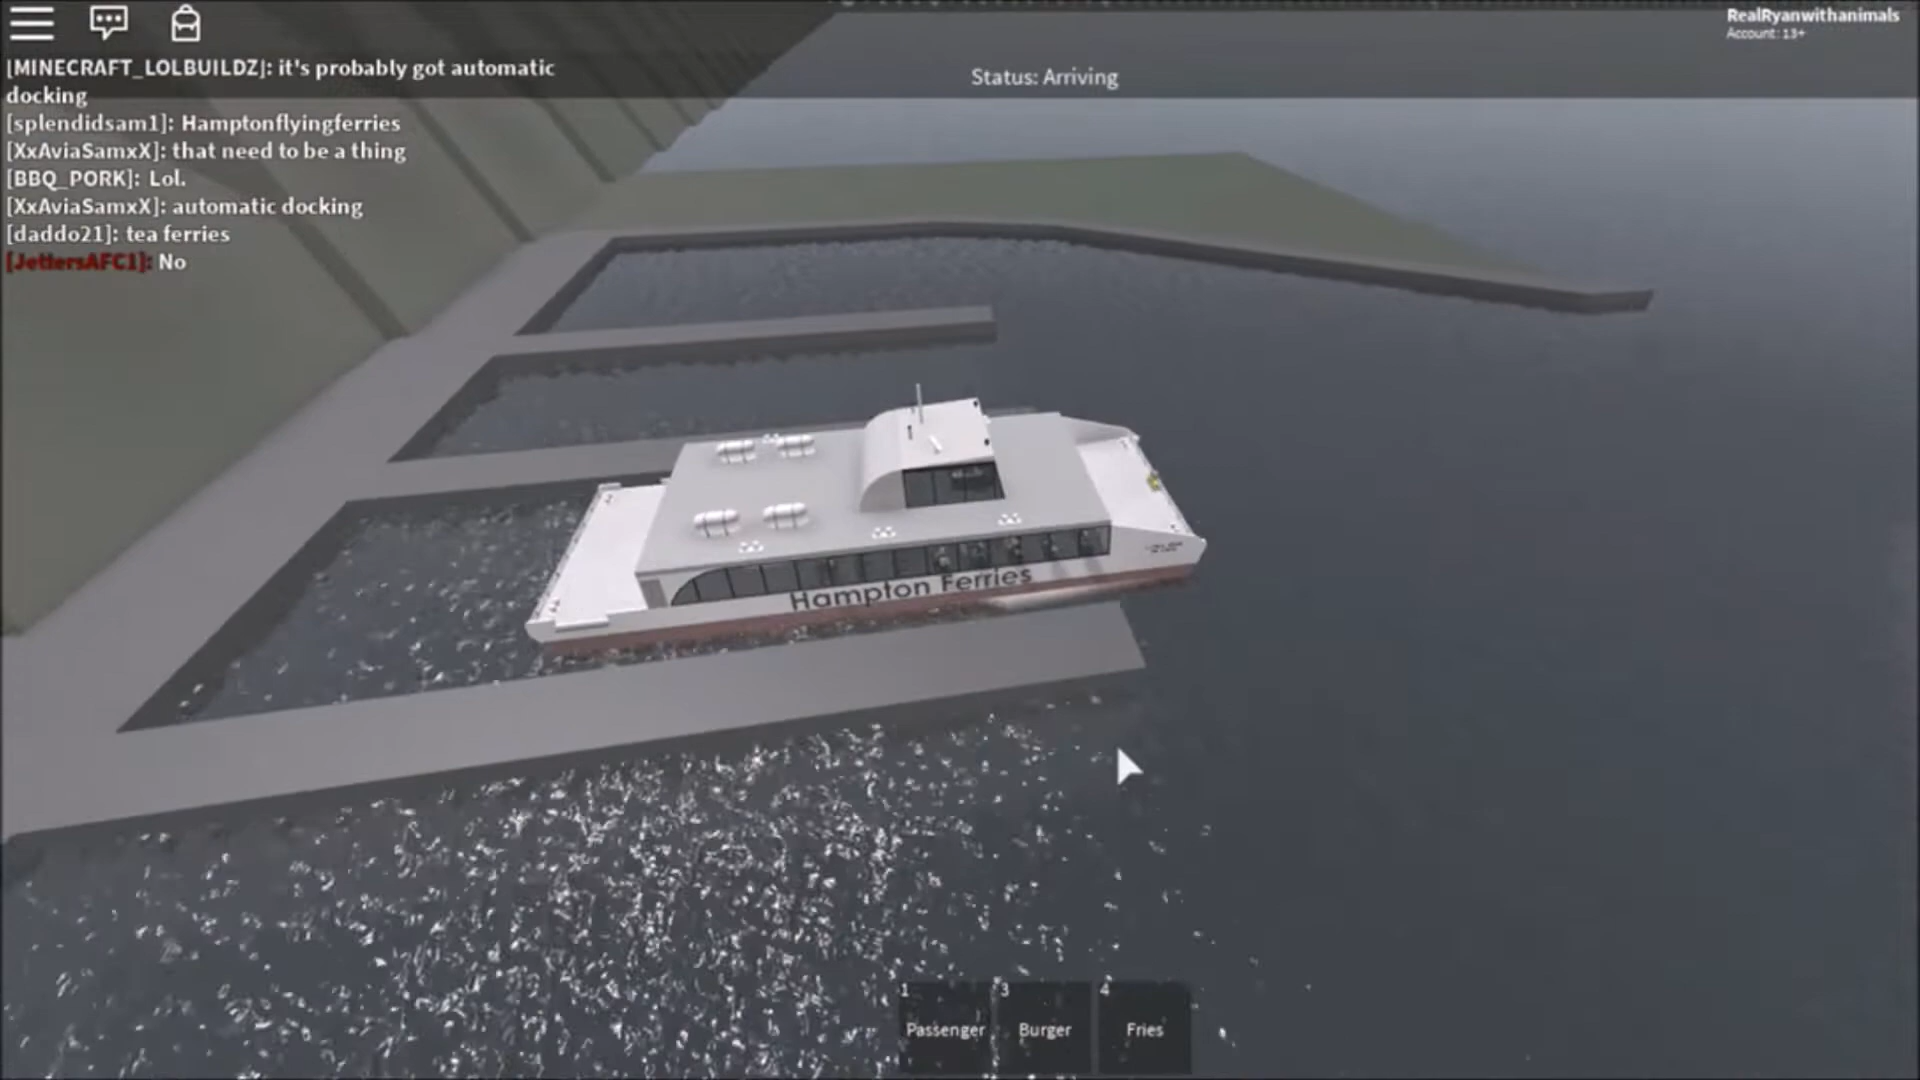 RealRyanwithanimals
Account: 13+
Status: Arriving
[MINECRAFT_LOLBUILDZ]: it's probably got automatic
docking
[splendidsam1]: Hamptonflyingferries
[XxAviaSamxX]: that need to be a thing
[BBQ_PORK]: Lol.
[XxAviaSamxX]: automatic docking
[daddo21]: tea ferries
[JettersAFC1]: No
Hampton Ferries
1
3
4
Passenger
Burger
Fries